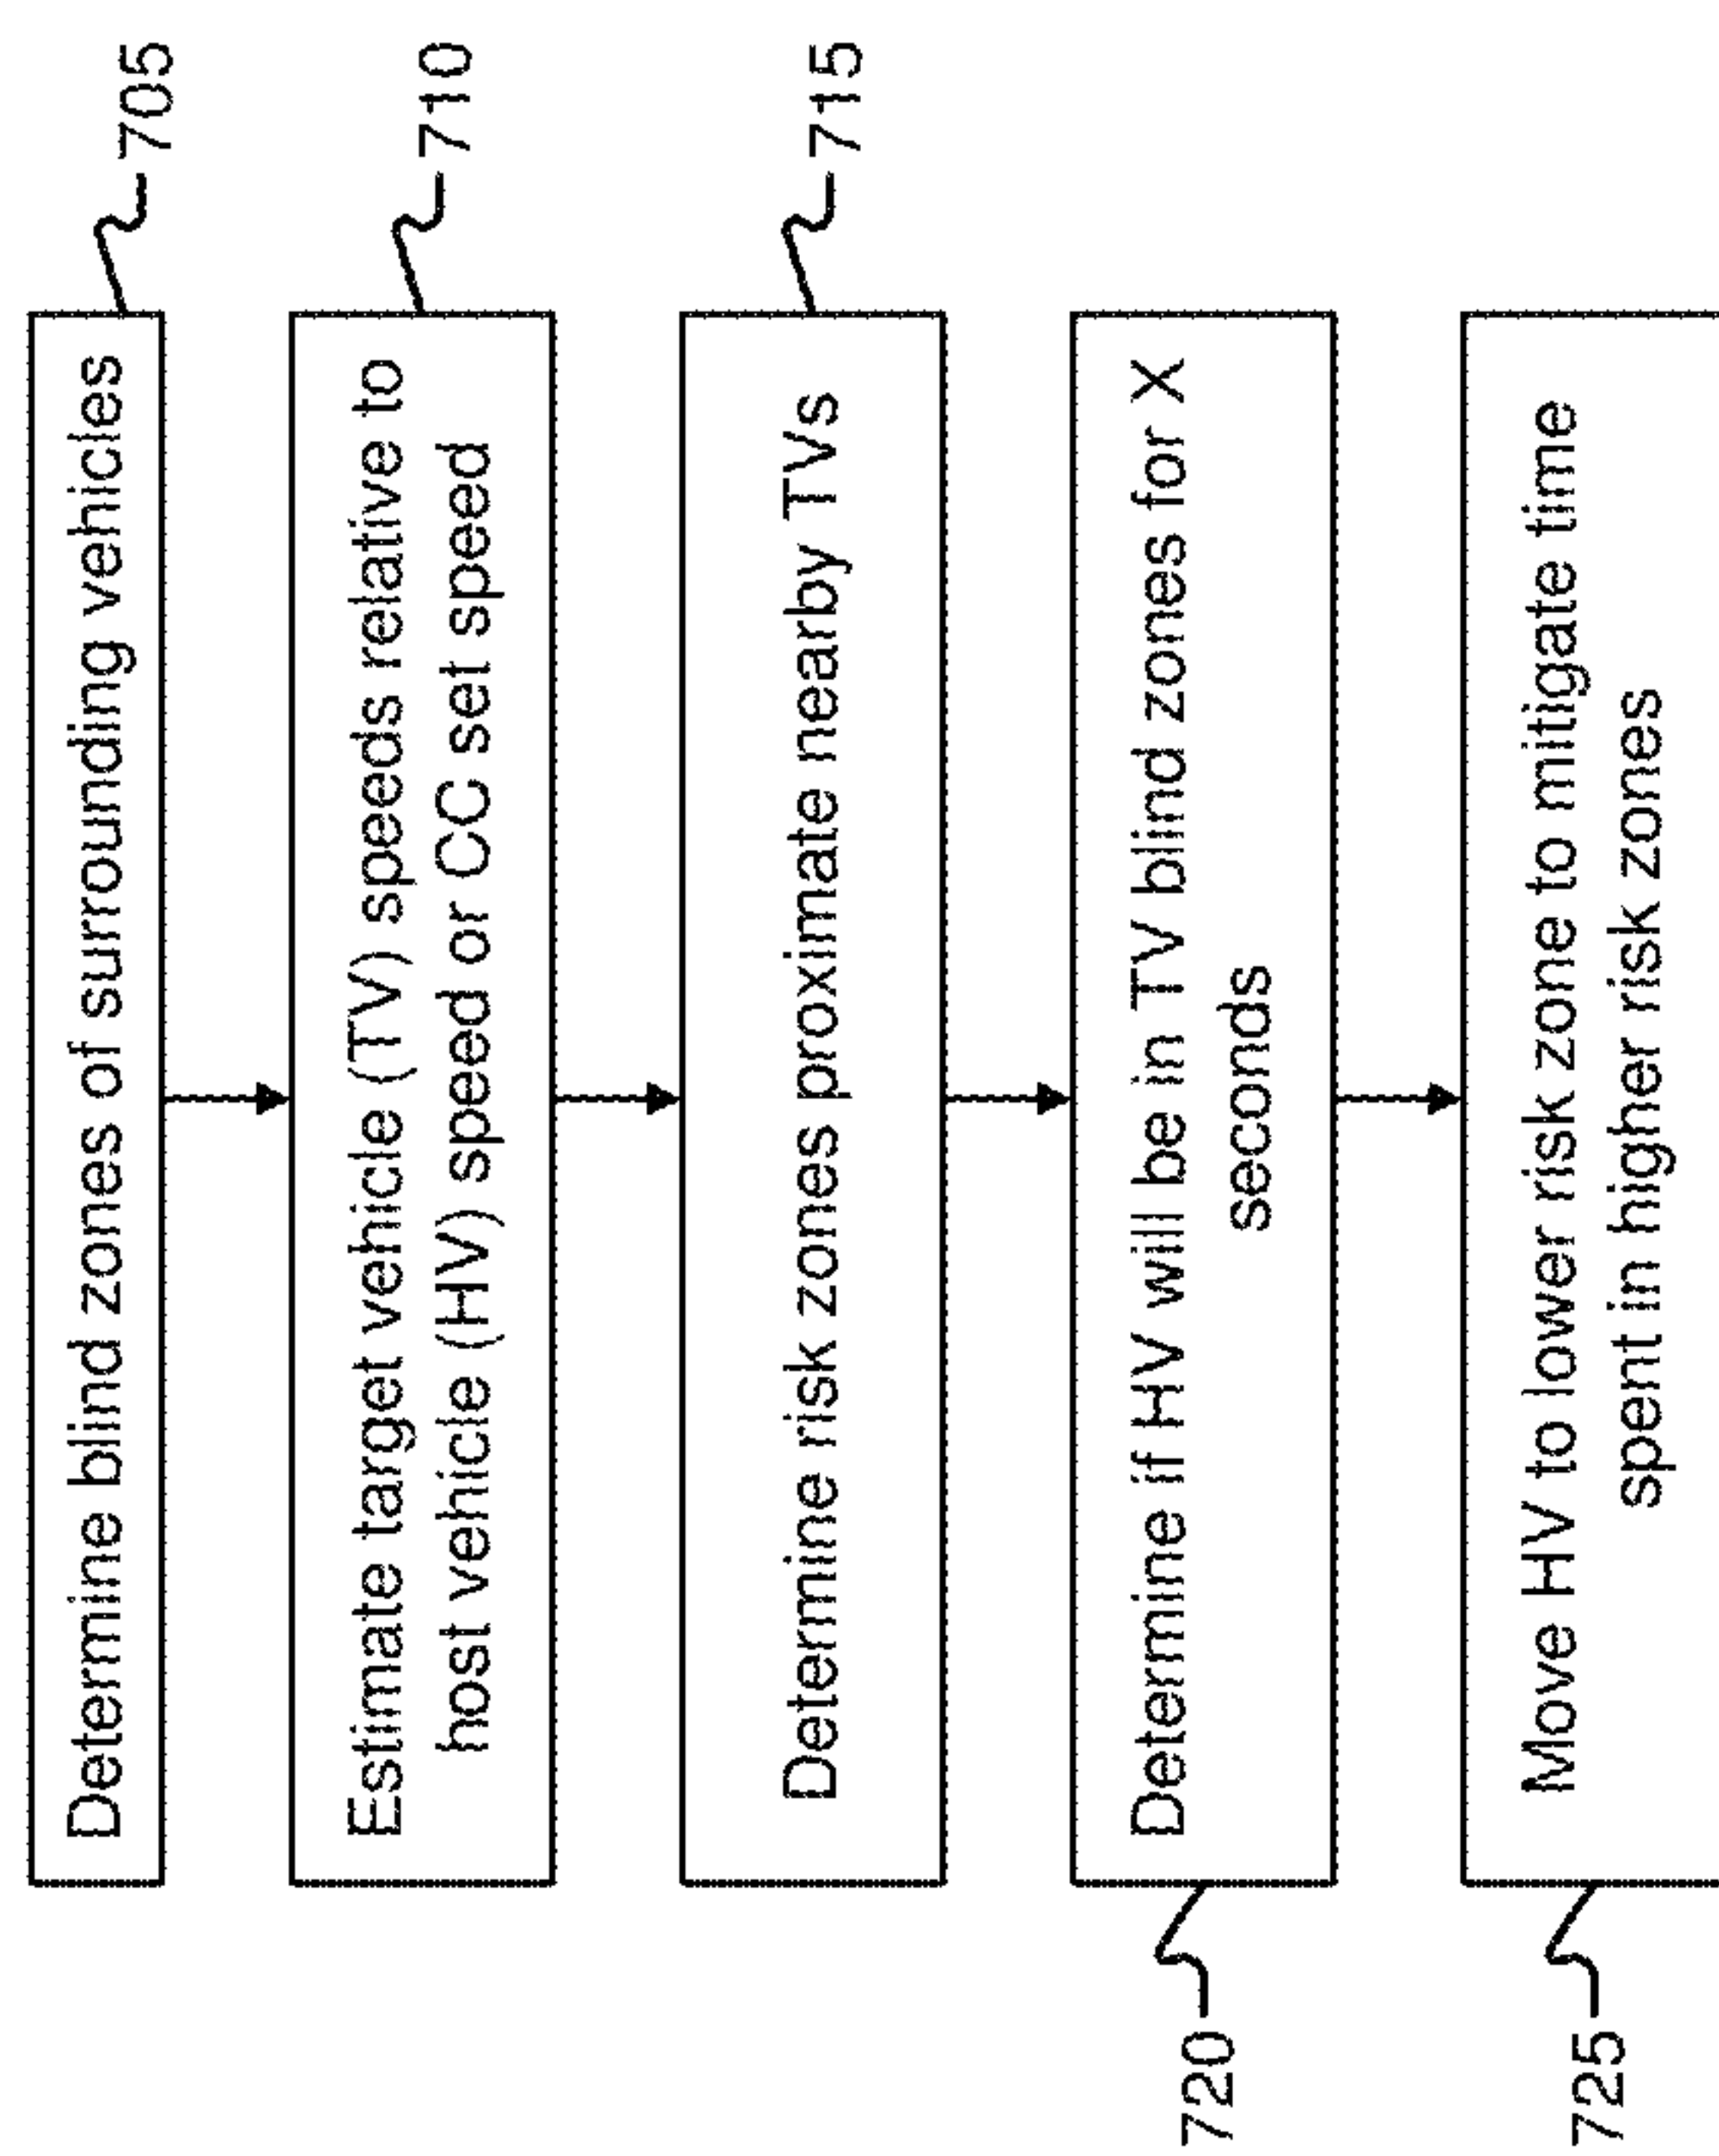 Determine blind zones of surrounding vehicles
705
Estimate target vehicle (TV) speeds relative to
host vehicle (HV) speed or CC set speed
710
Determine risk zones proximate nearby TVs
715
Determine if HV will be in TV blind zones for X
seconds
720
Move HV to lower risk zone to mitigate time
spent in higher risk zones
725